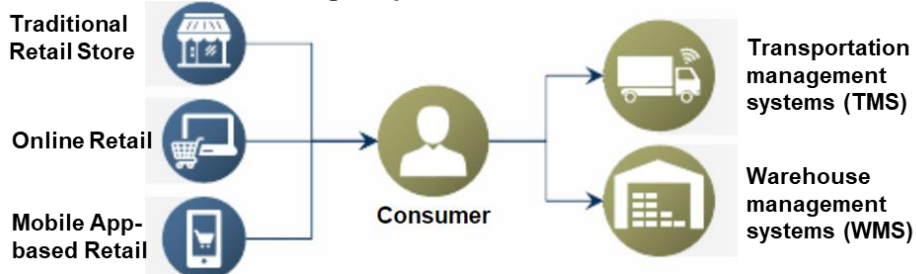 Traditional
Retail Store
Online Retail
Mobile App-
based Retail
Consumer
Transportation
management
systems (TMS)
Warehouse
management
systems (WMS)